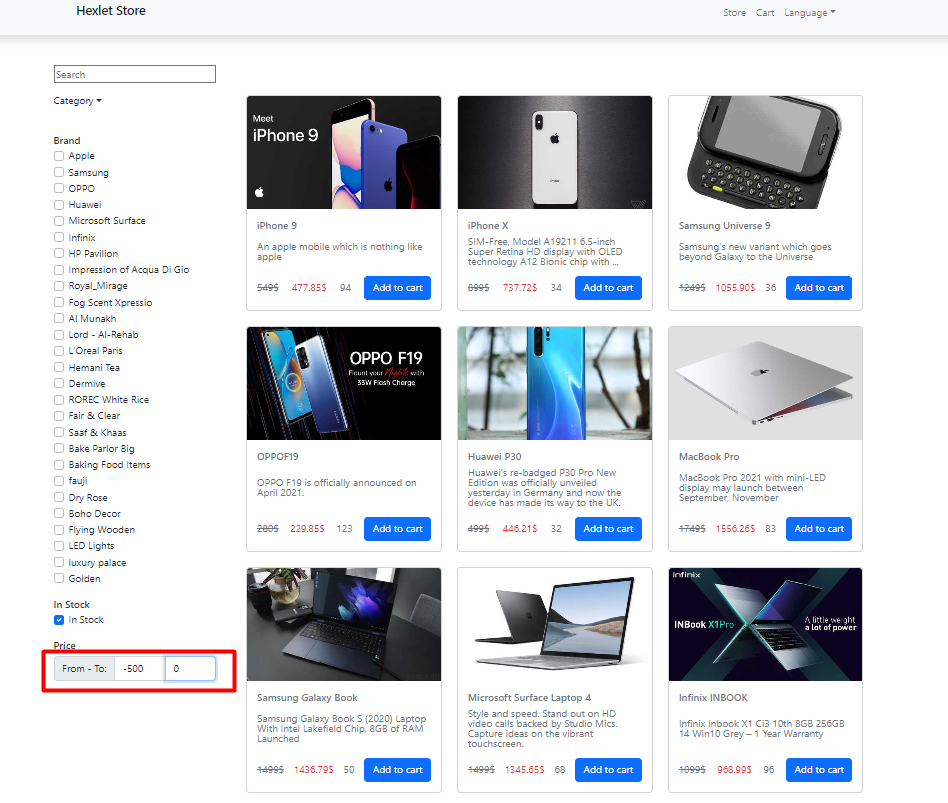 Hexlet Store
Store Cart Language
Search
Category
Brand
Apple
Samsung
OPPO
Huawei
Microsoft Surface
Infinix
HP Pavilion
Impression of Acqua Di Gio
Royal_Mirage
Fog Scent Xpressio
Al Munakh
Lord - Al-Rehab
L'Oreal Paris
Hemani Tea
Dermive
ROREC White Rice
Fair & Clear
Saaf & Khaas
Bake Parlor Big
Baking Food Items
fauji
Dry Rose
Boho Decor
Flying Wooden
LED Lights
luxury palace
Golden
In Stock
In Stock
Price
From - To: -500 0
Meet
iPhone 9
iPhone 9
An apple mobile which is nothing like
apple
549$ 477.85$ 94 Add to cart
iPhone X
SIM-Free, Model A19211 6.5-inch
Super Retina HD display with OLED
technology A12 Bionic chip with ...
899$ 737.72$ 34 Add to cart
Samsung Universe 9
Samsung's new variant which goes
beyond Galaxy to the Universe
1249$ 1055.90$ 36 Add to cart
OPPO F19
Flaunt your Nights with
33W Flash Charge
OPPOF19
OPPO F19 is officially announced on
April 2021.
280$ 229.85$ 123 Add to cart
Huawei P30
Huawei's re-badged P30 Pro New
Edition was officially unveiled
yesterday in Germany and now the
device has made its way to the UK.
499$ 446.21$ 32 Add to cart
MacBook Pro
MacBook Pro 2021 with mini-LED
display may launch between
September, November
1749$ 1556.26$ 83 Add to cart
Samsung Galaxy Book
Samsung Galaxy Book S (2020) Laptop
With Intel Lakefield Chip, 8GB of RAM
Launched
1499$ 1436.79$ 50 Add to cart
Microsoft Surface Laptop 4
Style and speed. Stand out on HD
video calls backed by Studio Mics.
Capture ideas on the vibrant
touchscreen.
1499$ 1345.65$ 68 Add to cart
Infinix
INBook X1Pro
A little weight
a lot of power
Infinix INBOOK
Infinix Inbook X1 Ci3 10th 8GB 256GB
14 Win10 Grey – 1 Year Warranty
1099$ 968.99$ 96 Add to cart